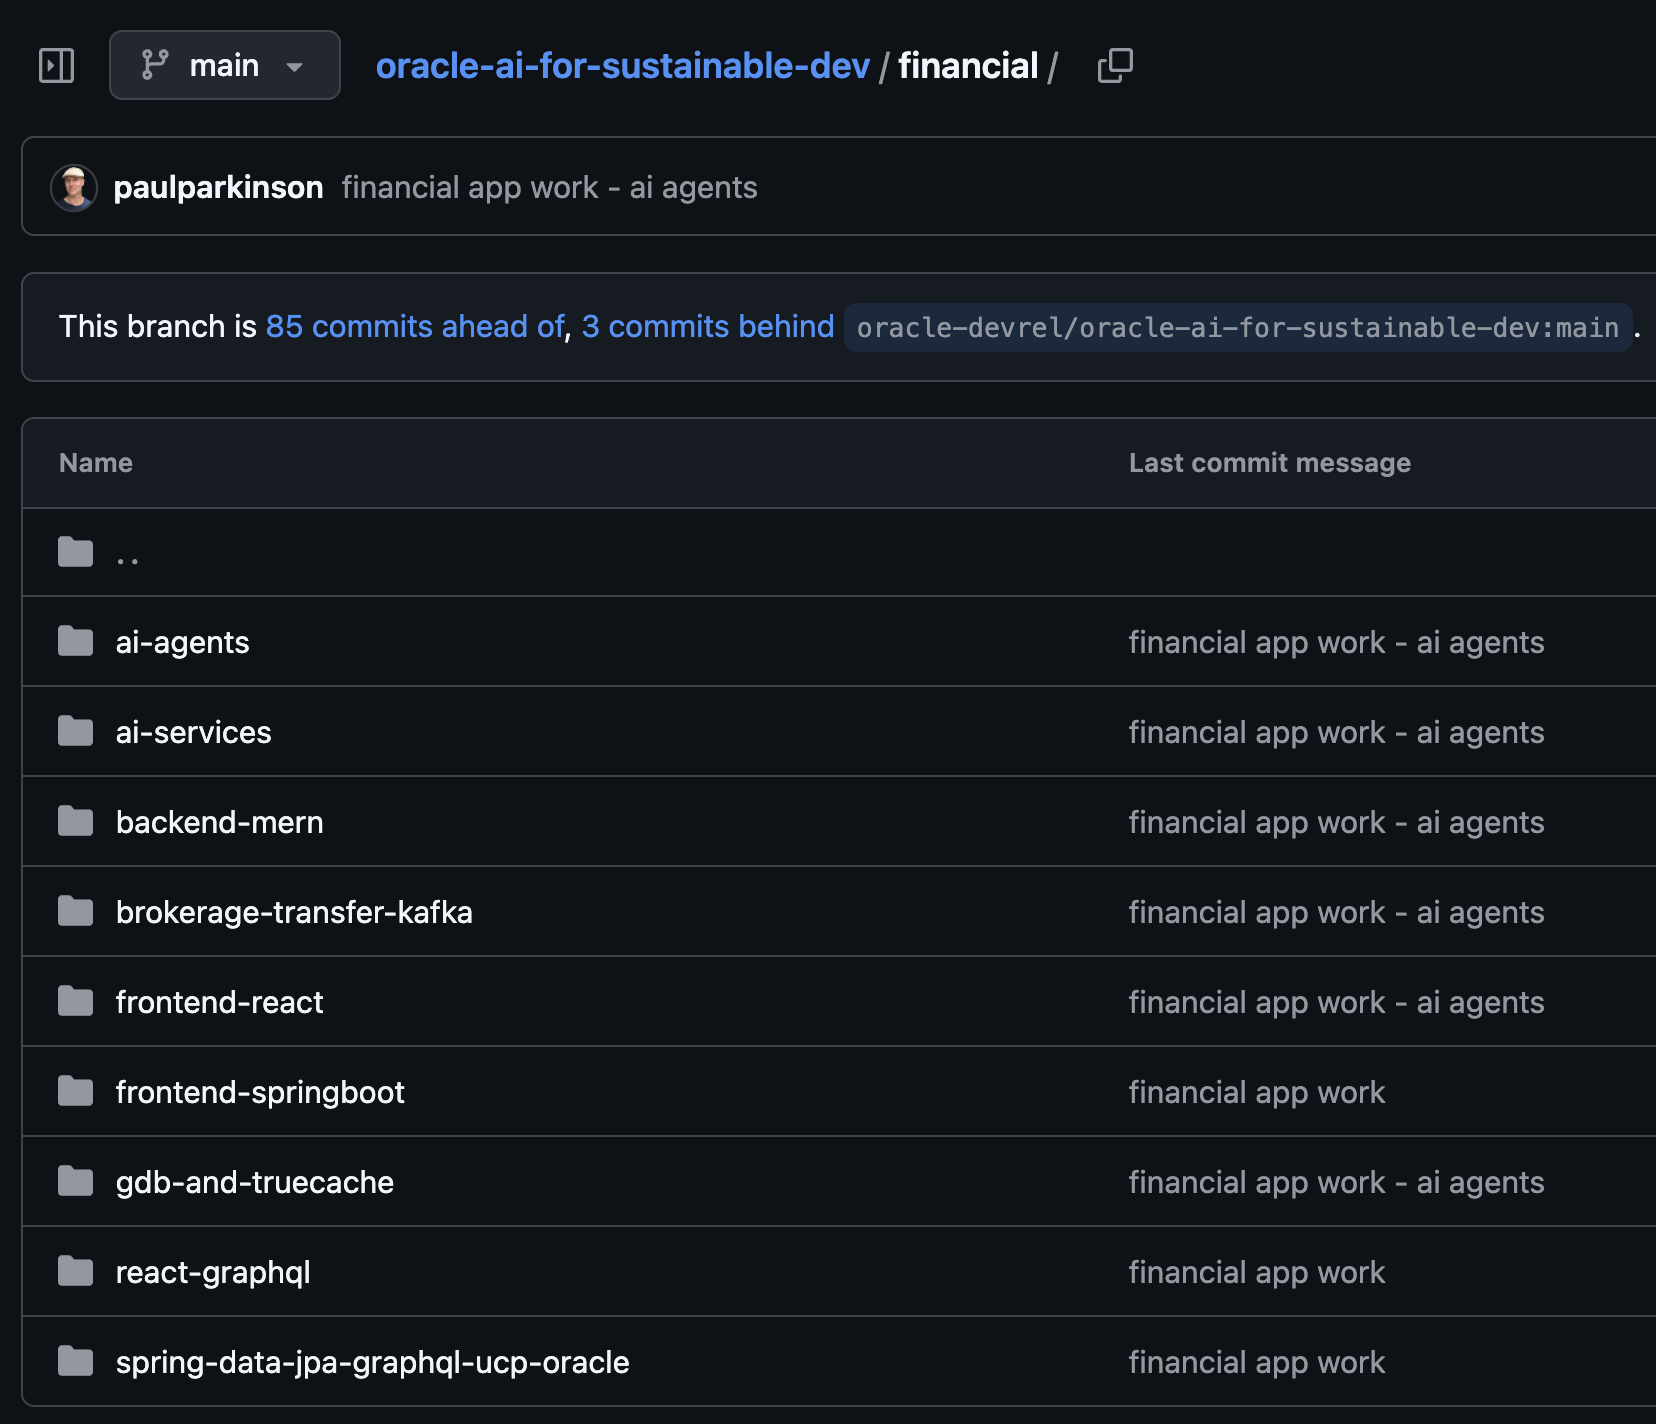 main
oracle-ai-for-sustainable-dev / financial /
paulparkinson financial app work - ai agents
This branch is 85 commits ahead of, 3 commits behind oracle-devrel/oracle-ai-for-sustainable-dev:main .
Name Last commit message
..
ai-agents financial app work - ai agents
ai-services financial app work - ai agents
backend-mern financial app work - ai agents
brokerage-transfer-kafka financial app work - ai agents
frontend-react financial app work - ai agents
frontend-springboot financial app work
gdb-and-truecache financial app work - ai agents
react-graphql financial app work
spring-data-jpa-graphql-ucp-oracle financial app work